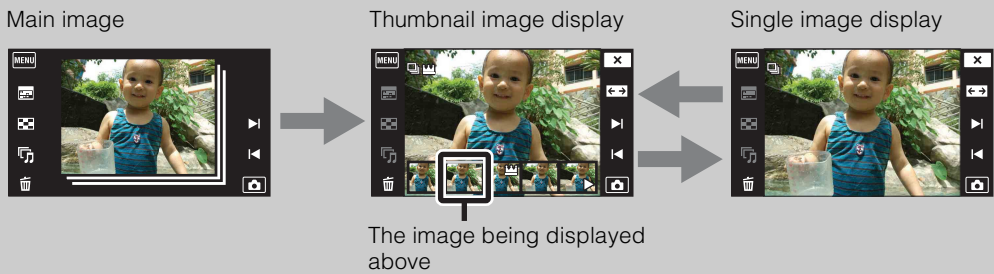 Main image
Thumbnail image display
Single image display
MENU
MENU
MENU
The image being displayed
above